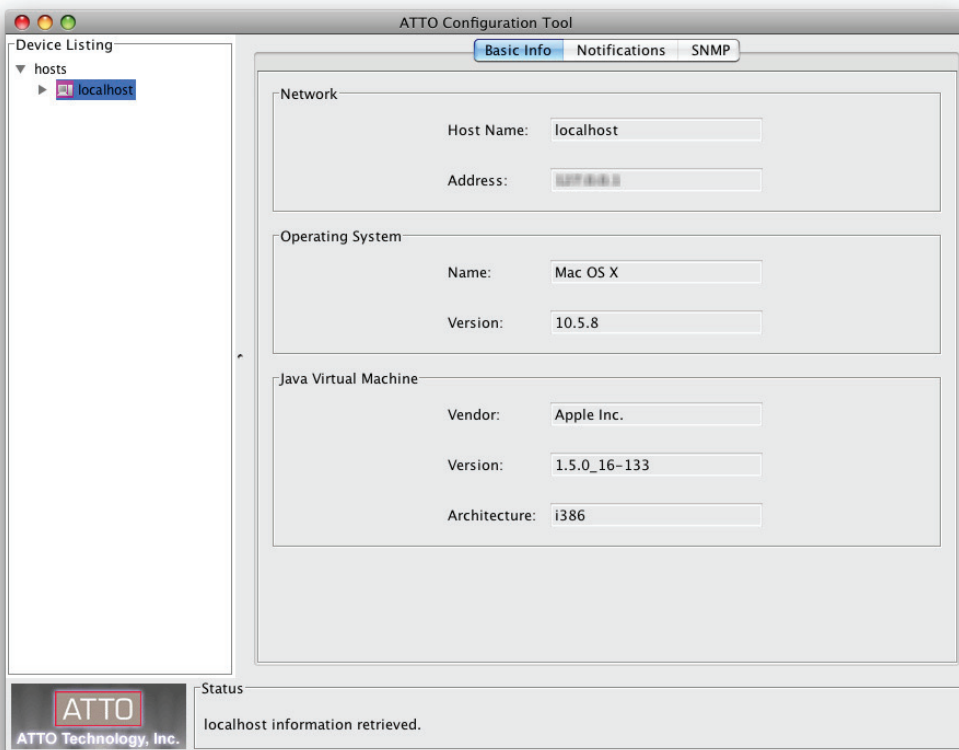 ATTO Configuration Tool
Device Listing
hosts
localhost
Basic Info Notifications SNMP
Network
Host Name: localhost
Address:
Operating System
Name: Mac OS X
Version: 10.5.8
Java Virtual Machine
Vendor: Apple Inc.
Version: 1.5.0_16-133
Architecture: i386
ATTO
ATTO Technology, Inc.
Status
localhost information retrieved.